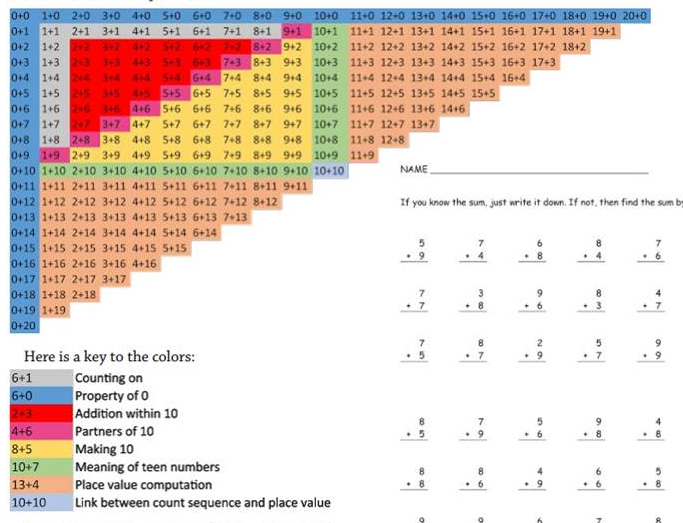 0+0 1+0 2+0 3+0 4+0 5+0 6+0 7+0 8+0 9+0 10+0 11+0 12+0 13+0 14+0 15+0 16+0 17+0 18+0 19+0 20+0
0+1 1+1 2+1 3+1 4+1 5+1 6+1 7+1 8+1 9+1 10+1 11+1 12+1 13+1 14+1 15+1 16+1 17+1 18+1 19+1
0+2 1+2 2+2 3+2 4+2 5+2 6+2 7+2 8+2 9+2 10+2 11+2 12+2 13+2 14+2 15+2 16+2 17+2 18+2
0+3 1+3 2+3 3+3 4+3 5+3 6+3 7+3 8+3 9+3 10+3 11+3 12+3 13+3 14+3 15+3 16+3 17+3
0+4 1+4 2+4 3+4 4+4 5+4 6+4 7+4 8+4 9+4 10+4 11+4 12+4 13+4 14+4 15+4 16+4
0+5 1+5 2+5 3+5 4+5 5+5 6+5 7+5 8+5 9+5 10+5 11+5 12+5 13+5 14+5 15+5
0+6 1+6 2+6 3+6 4+6 5+6 6+6 7+6 8+6 9+6 10+6 11+6 12+6 13+6 14+6
0+7 1+7 2+7 3+7 4+7 5+7 6+7 7+7 8+7 9+7 10+7 11+7 12+7 13+7
0+8 1+8 2+8 3+8 4+8 5+8 6+8 7+8 8+8 9+8 10+8 11+8 12+8
0+9 1+9 2+9 3+9 4+9 5+9 6+9 7+9 8+9 9+9 10+9 11+9
0+10 1+10 2+10 3+10 4+10 5+10 6+10 7+10 8+10 9+10 10+10
0+11 1+11 2+11 3+11 4+11 5+11 6+11 7+11 8+11 9+11
0+12 1+12 2+12 3+12 4+12 5+12 6+12 7+12 8+12
0+13 1+13 2+13 3+13 4+13 5+13 6+13 7+13
0+14 1+14 2+14 3+14 4+14 5+14 6+14
0+15 1+15 2+15 3+15 4+15 5+15
0+16 1+16 2+16 3+16 4+16
0+17 1+17 2+17 3+17
0+18 1+18 2+18
0+19 1+19
0+20
Here is a key to the colors:
6+1 Counting on
6+0 Property of 0
2+3 Addition within 10
4+6 Partners of 10
8+5 Making 10
10+7 Meaning of teen numbers
13+4 Place value computation
10+10 Link between count sequence and place value
NAME
If you know the sum, just write it down. If not, then find the sum by
5 7 6 8 7
+ 9 + 4 + 8 + 4 + 6
7 3 9 8 4
+ 7 + 8 + 6 + 3 + 7
7 8 2 5 9
+ 5 + 7 + 9 + 7 + 9
8 7 5 9 4
+ 5 + 9 + 6 + 8 + 8
8 8 4 6 5
+ 8 + 6 + 9 + 6 + 8